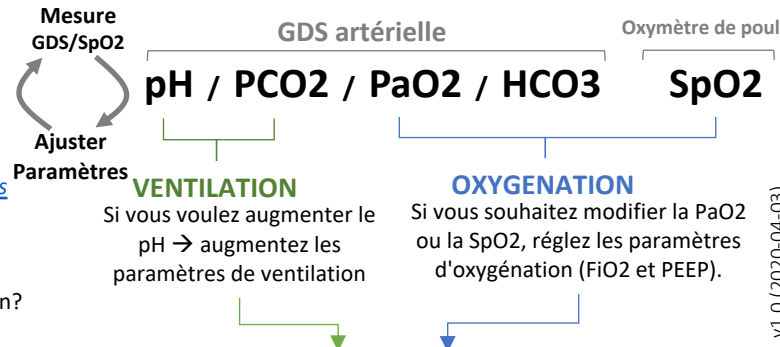 Mesure
GDS/SpO2
Ajuster
Paramètres
GDS artérielle
pH / PCO2 / PaO2 / HCO3
Oxymètre de poul
SpO2
VENTILATION
Si vous voulez augmenter le
pH → augmentez les
paramètres de ventilation
OXYGENATION
Si vous souhaitez modifier la PaO2
ou la SpO2, réglez les paramètres
d'oxygénation (FiO2 et PEEP).
s
n?
v1.0 (2020-04-03)